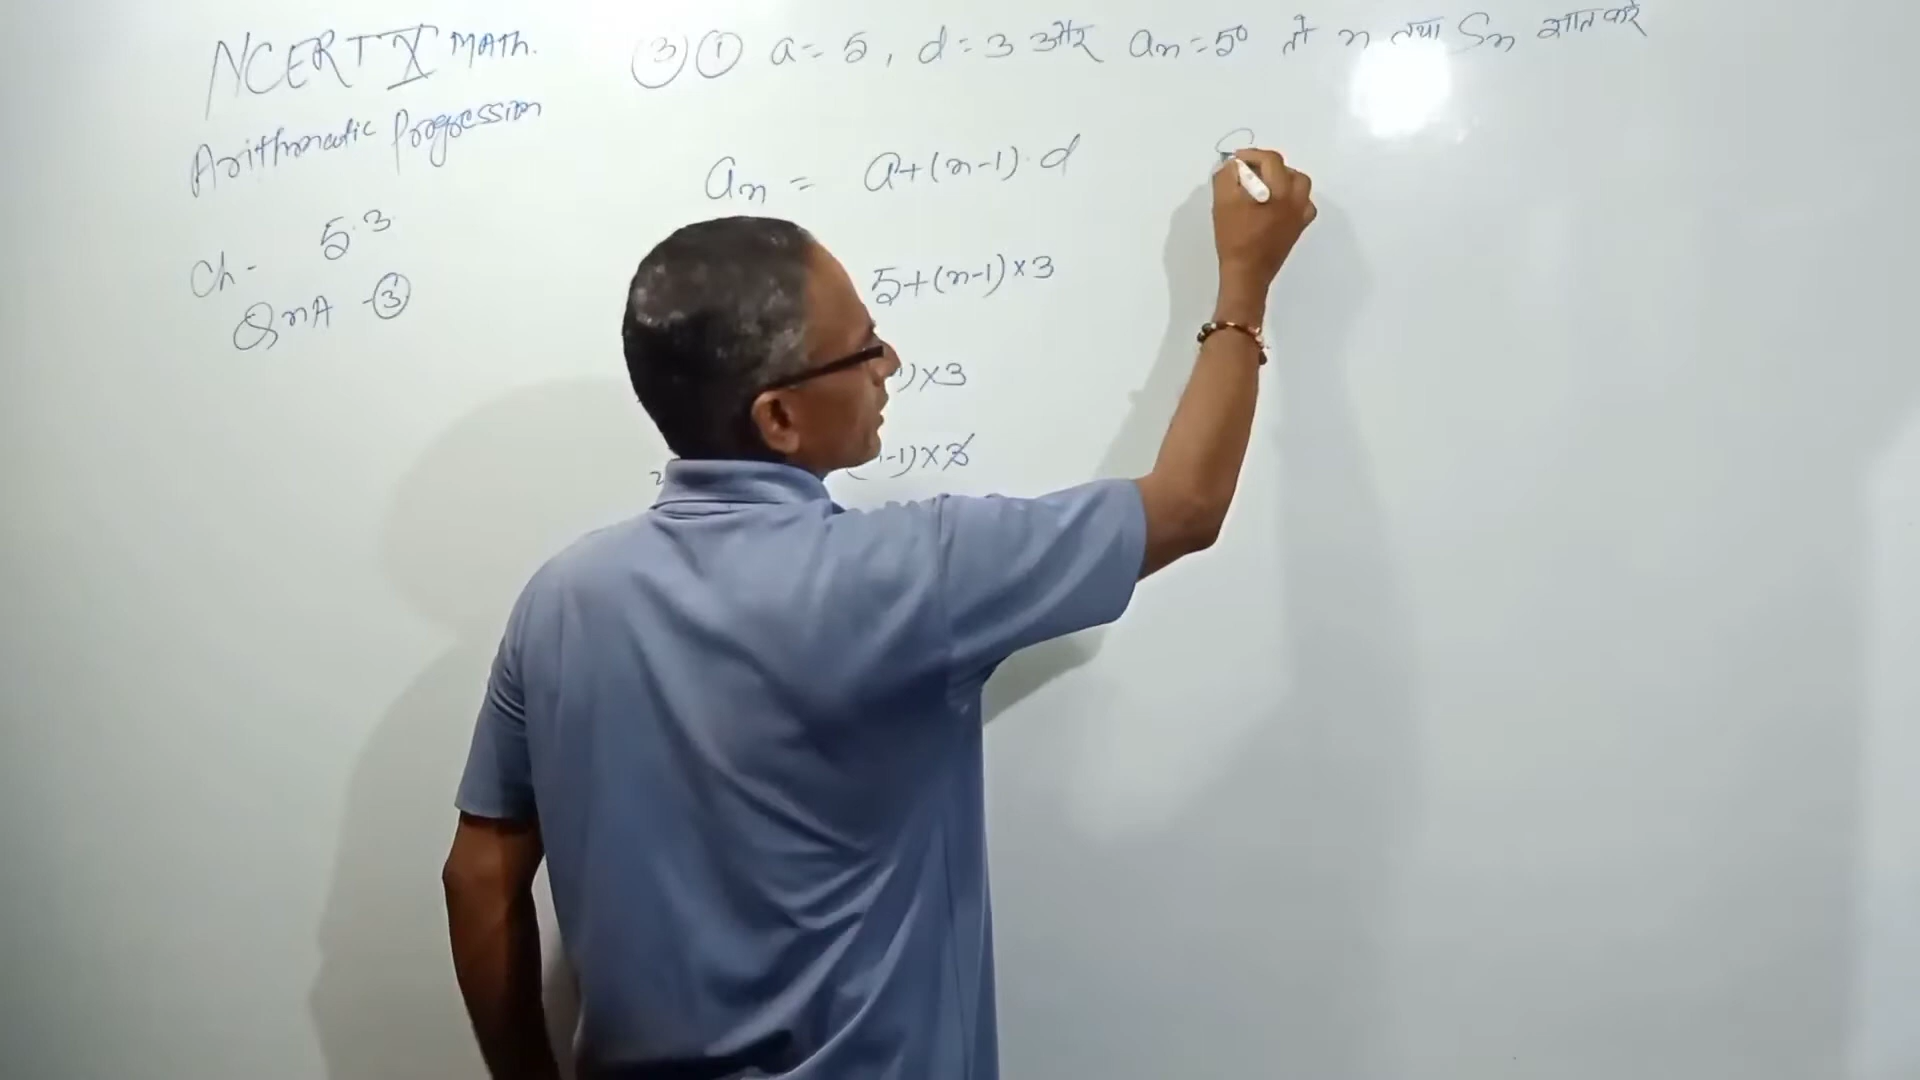 NCERT X MATH.
Arithmatic Progression
Ch - 5.3
QnA - ③
③ ① a = 5, d = 3 और an = 50 तो n तथा Sn ज्ञात करें
an = a+(n-1).d
5+(n-1)×3
)×3
-1)×3
S